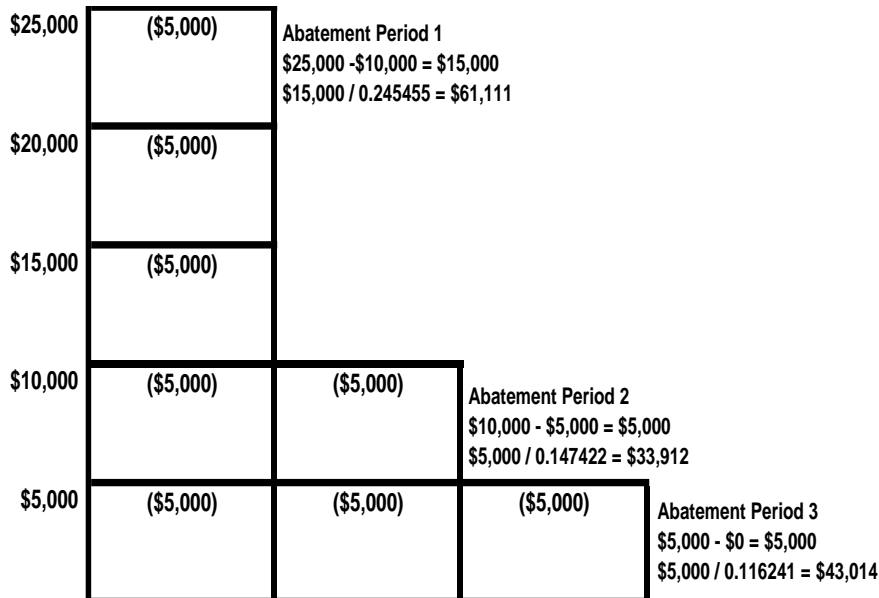 $25,000
($5,000)
Abatement Period 1
$25,000 -$10,000 = $15,000
$15,000 / 0.245455 = $61,111
$20,000
($5,000)
$15,000
($5,000)
$10,000
($5,000)
($5,000)
Abatement Period 2
$10,000 - $5,000 = $5,000
$5,000 / 0.147422 = $33,912
$5,000
($5,000)
($5,000)
($5,000)
Abatement Period 3
$5,000 - $0 = $5,000
$5,000 / 0.116241 = $43,014